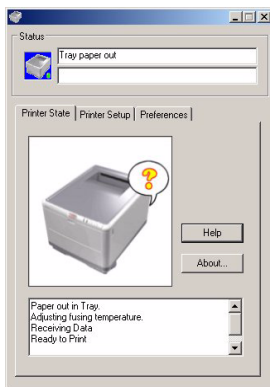 Status
Tray paper out
Printer State
Printer Setup
Preferences
?
Help
About...
Paper out in Tray.
Adjusting fusing temperature.
Receiving Data
Ready to Print